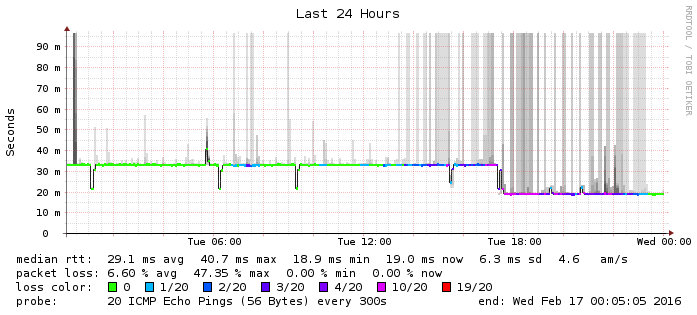 Last 24 Hours
RRDTOOL / TOBI OETIKER
Seconds
90 m
80 m
70 m
60 m
50 m
40 m
30 m
20 m
10 m
0
Tue 06:00 Tue 12:00 Tue 18:00 Wed 00:00
median rtt: 29.1 ms avg 40.7 ms max 18.9 ms min 19.0 ms now 6.3 ms sd 4.6 am/s
packet loss: 6.60 % avg 47.35 % max 0.00 % min 0.00 % now
loss color: 0 1/20 2/20 3/20 4/20 10/20 19/20
probe: 20 ICMP Echo Pings (56 Bytes) every 300s end: Wed Feb 17 00:05:05 2016